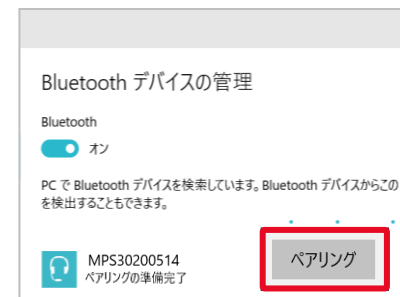 Bluetooth デバイスの管理
Bluetooth
オン
PC で Bluetooth デバイスを検索しています。Bluetooth デバイスからこの
を検出することもできます。
MPS30200514
ペアリングの準備完了
ペアリング